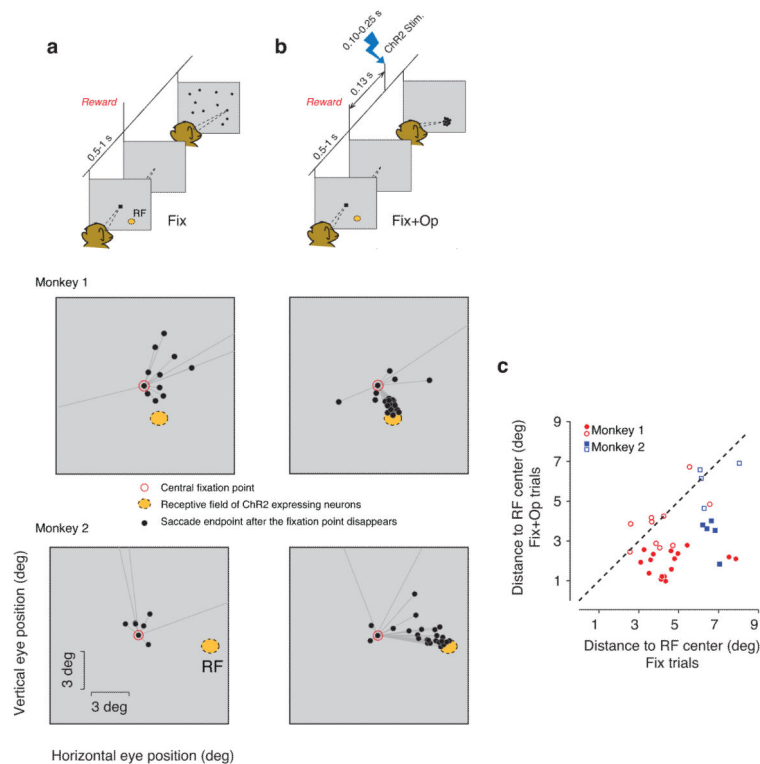 a
b
0.10-0.25 s
ChR2 Stim.
Reward
0.5-1 s
RF
Fix
0.13 s
Reward
0.5-1 s
Fix+Op
Monkey 1
Central fixation point
Receptive field of ChR2 expressing neurons
Saccade endpoint after the fixation point disappears
Monkey 2
RF
3 deg
3 deg
Vertical eye position (deg)
Horizontal eye position (deg)
c
Monkey 1
Monkey 2
9
7
5
3
1
1 3 5 7 9
Distance to RF center (deg)
Fix+Op trials
Distance to RF center (deg)
Fix trials